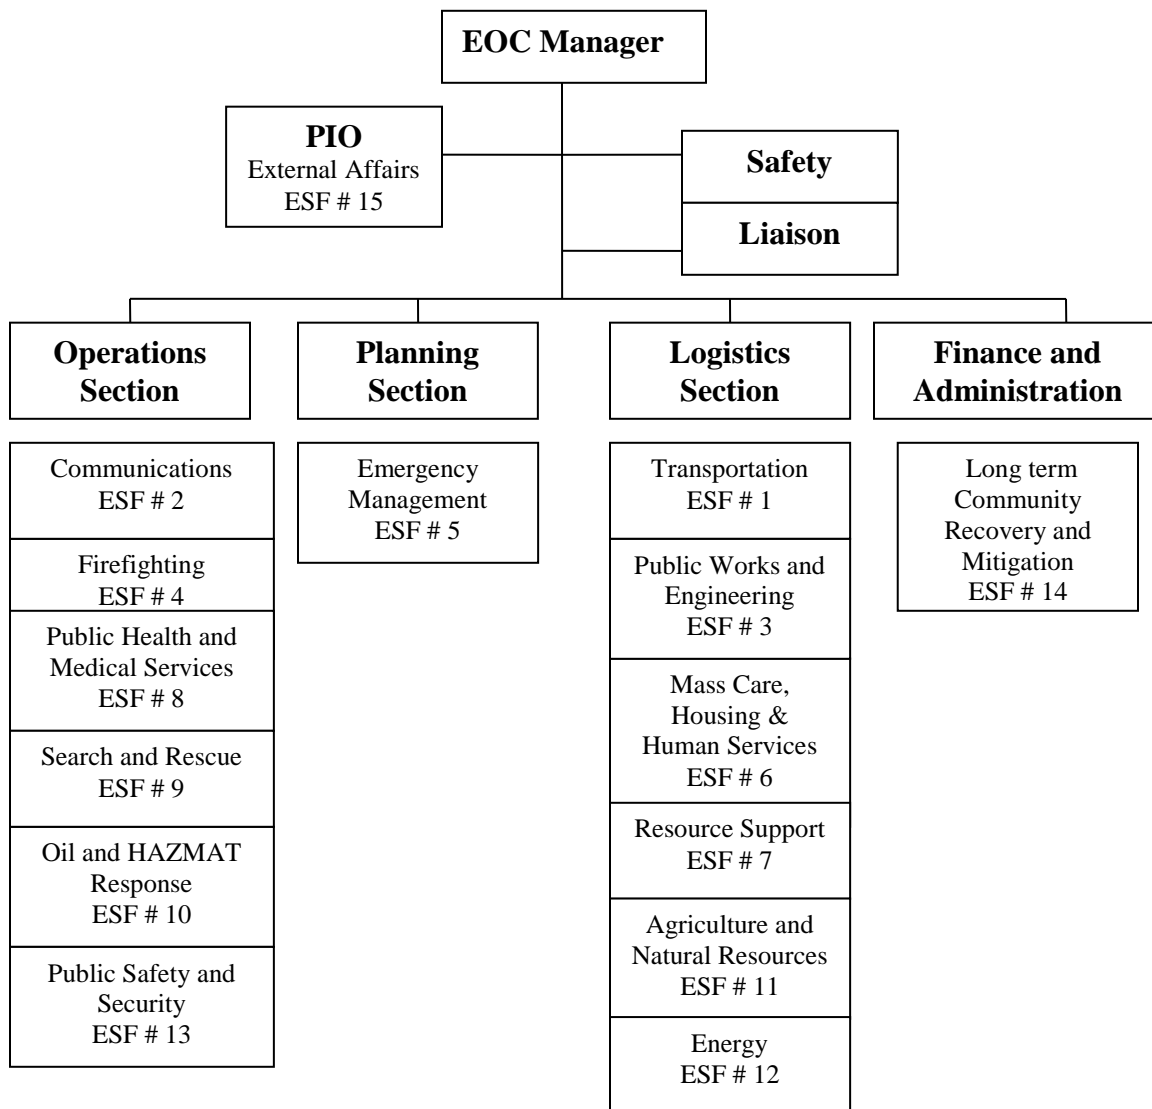 EOC Manager
PIO
External Affairs
ESF # 15
Safety
Liaison
Operations
Section
Planning
Section
Logistics
Section
Finance and
Administration
Communications
ESF # 2
Firefighting
ESF # 4
Public Health and
Medical Services
ESF # 8
Search and Rescue
ESF # 9
Oil and HAZMAT
Response
ESF # 10
Public Safety and
Security
ESF # 13
Emergency
Management
ESF # 5
Transportation
ESF # 1
Public Works and
Engineering
ESF # 3
Mass Care,
Housing &
Human Services
ESF # 6
Resource Support
ESF # 7
Agriculture and
Natural Resources
ESF # 11
Energy
ESF # 12
Long term
Community
Recovery and
Mitigation
ESF # 14